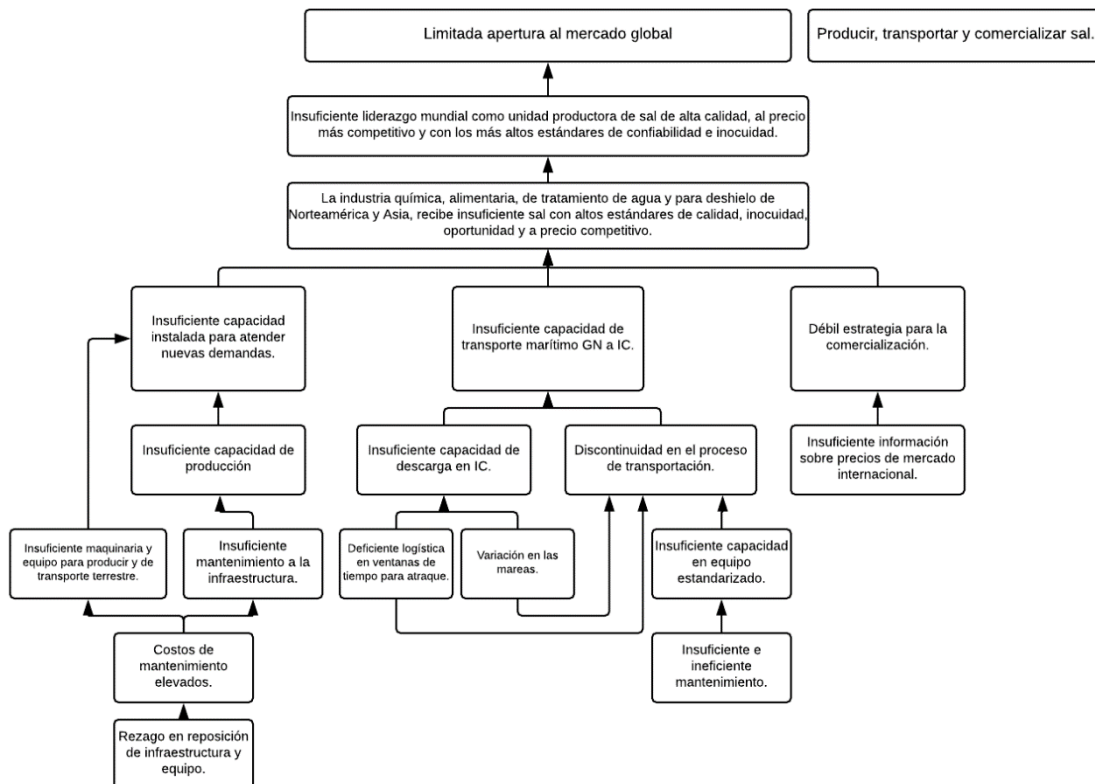 Limitada apertura al mercado global
Producir, transportar y comercializar sal.
Insuficiente liderazgo mundial como unidad productora de sal de alta calidad, al precio
más competitivo y con los más altos estándares de confiabilidad e inocuidad.
La industria química, alimentaria, de tratamiento de agua y para deshielo de
Norteamérica y Asia, recibe insuficiente sal con altos estándares de calidad, inocuidad,
oportunidad y a precio competitivo.
Insuficiente capacidad
instalada para atender
nuevas demandas.
Insuficiente capacidad de
transporte marítimo GN a IC.
Débil estrategia para la
comercialización.
Insuficiente capacidad de
producción
Insuficiente capacidad de
descarga en IC.
Discontinuidad en el proceso
de transportación.
Insuficiente información
sobre precios de mercado
internacional.
Insuficiente maquinaria y
equipo para producir y de
transporte terrestre.
Insuficiente
mantenimiento a la
infraestructura.
Deficiente logística
en ventanas de
tiempo para atraque.
Variación en las
mareas.
Insuficiente capacidad
en equipo
estandarizado.
Costos de
mantenimiento
elevados.
Insuficiente e
ineficiente
mantenimiento.
Rezago en reposición
de infraestructura y
equipo.